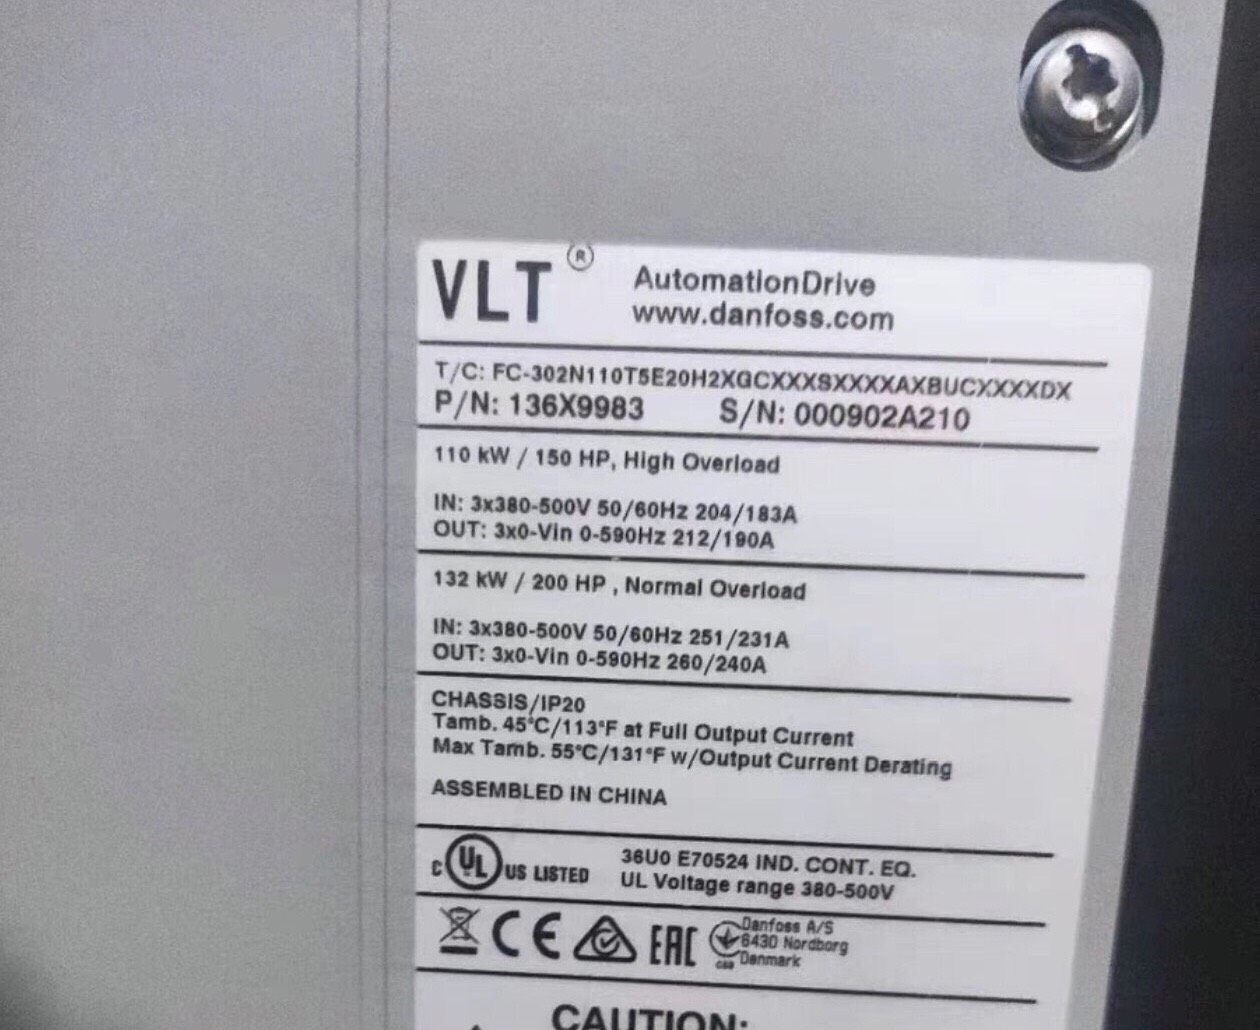 VLT® AutomationDrive
www.danfoss.com
T/C: FC-302N110T5E20H2XGCXXXSXXXXAXBUCXXXXDX
P/N: 136X9983 S/N: 000902A210
110 kW / 150 HP, High Overload
IN: 3x380-500V 50/60Hz 204/183A
OUT: 3x0-Vin 0-590Hz 212/190A
132 kW / 200 HP , Normal Overload
IN: 3x380-500V 50/60Hz 251/231A
OUT: 3x0-Vin 0-590Hz 260/240A
CHASSIS/IP20
Tamb. 45°C/113°F at Full Output Current
Max Tamb. 55°C/131°F w/Output Current Derating
ASSEMBLED IN CHINA
C UL US LISTED 36U0 E70524 IND. CONT. EQ.
UL Voltage range 380-500V
CE EAC Danfoss A/S
6430 Nordborg
Denmark
CAUTION: